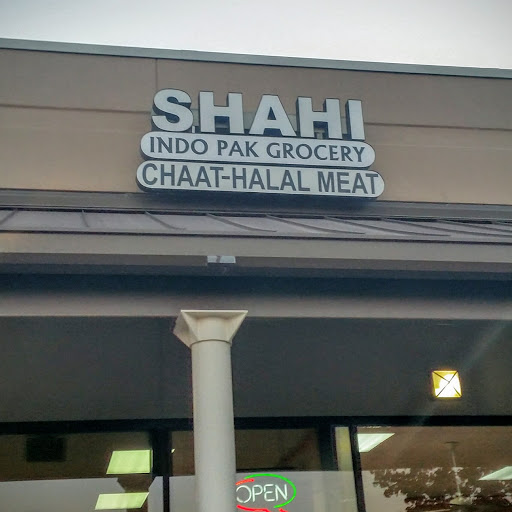 SHAHI
INDO PAK GROCERY
CHAAT-HALAL MEAT
OPEN